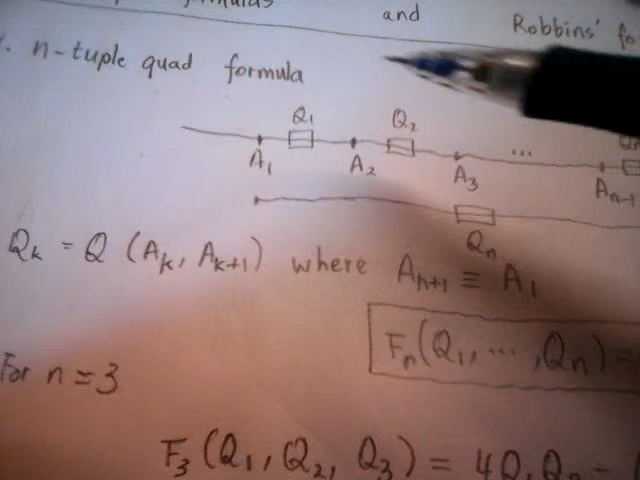 and Robbins'
n-tuple quad formula
Q1 Q2
A1 A2 A3 ... An-1
Qn
Qk = Q (Ak, Ak+1) where An+1 ≡ A1
Fn(Q1, ..., Qn)
For n = 3
F3 (Q1, Q2, Q3) = 4Q1Q2 -